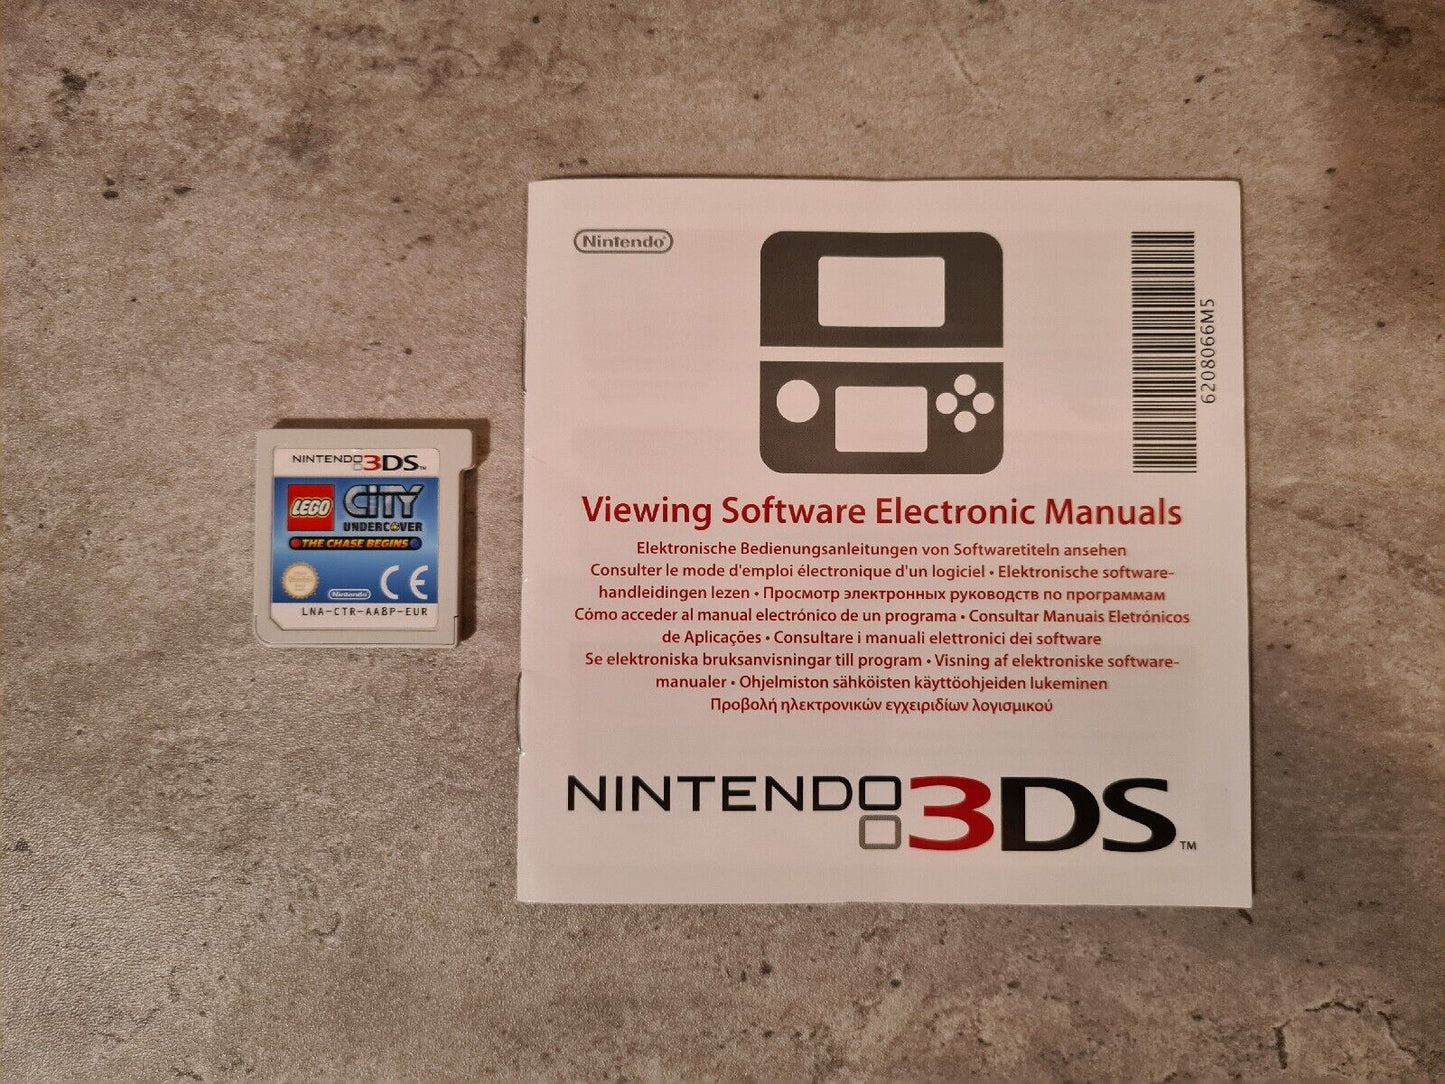 NINTENDO 3DS™
LEGO CITY
UNDERCOVER
THE CHASE BEGINS
Nintendo CE
LNA-CTR-AA8P-EUR
Nintendo®
6208066M5
Viewing Software Electronic Manuals
Elektronische Bedienungsanleitungen von Softwaretiteln ansehen
Consulter le mode d'emploi électronique d'un logiciel • Elektronische software-
handleidingen lezen • Просмотр электронных руководств по программам
Cómo acceder al manual electrónico de un programa • Consultar Manuais Eletrónicos
de Aplicações • Consultare i manuali elettronici dei software
Se elektroniska bruksanvisningar till program • Visning af elektroniske software-
manualer • Ohjelmiston sähköisten käyttöohjeiden lukeminen
Προβολή ηλεκτρονικών εγχειριδίων λογισμικού
NINTENDO 3DS™